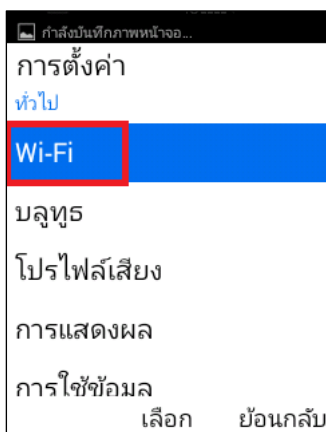 กำลังบันทึกภาพหน้าจอ...
การตั้งค่า
ทั่วไป
Wi-Fi
บลูทูธ
โปรไฟล์เสียง
การแสดงผล
การใช้ข้อมูล
เลือก ย้อนกลับ